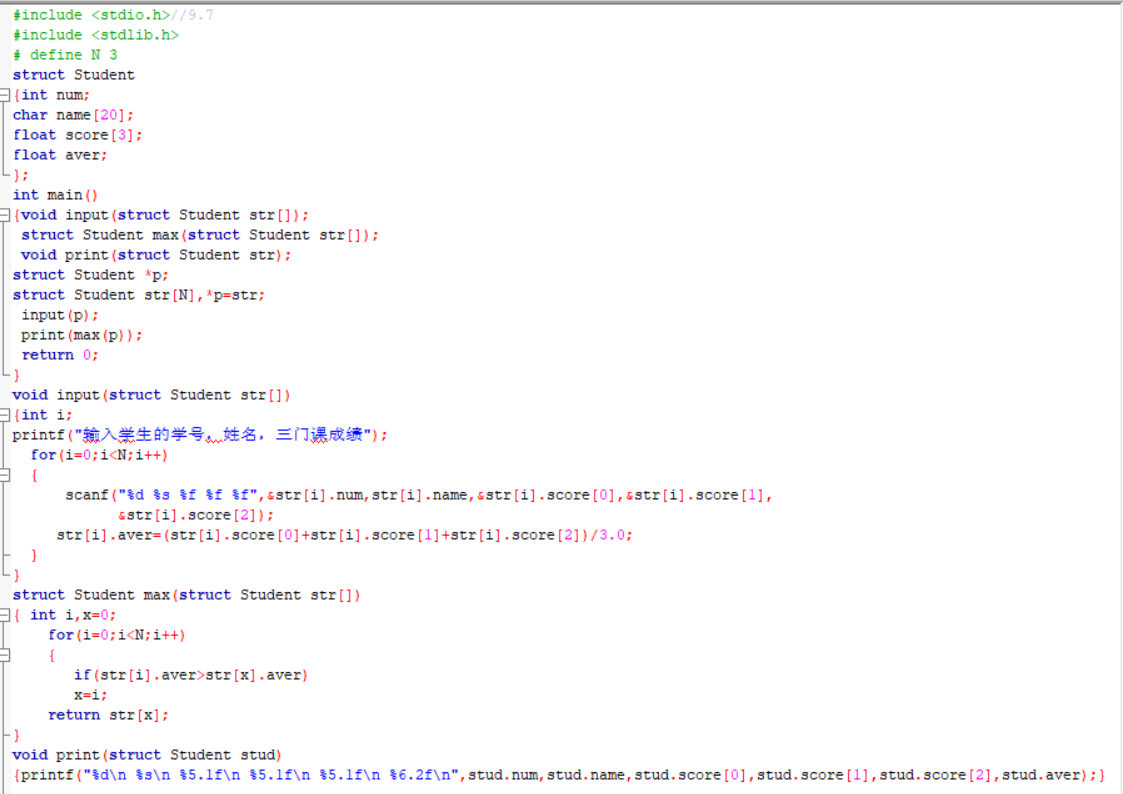 #include <stdio.h>//9.7
#include <stdlib.h>
# define N 3
struct Student
{int num;
char name[20];
float score[3];
float aver;
};
int main()
{void input(struct Student str[]);
struct Student max(struct Student str[]);
void print(struct Student str);
struct Student *p;
struct Student str[N],*p=str;
input(p);
print(max(p));
return 0;
}
void input(struct Student str[])
{int i;
printf("输入学生的学号，姓名，三门课成绩");
for(i=0;i<N;i++)
{
scanf("%d %s %f %f %f",&str[i].num,str[i].name,&str[i].score[0],&str[i].score[1],
&str[i].score[2]);
str[i].aver=(str[i].score[0]+str[i].score[1]+str[i].score[2])/3.0;
}
}
struct Student max(struct Student str[])
{ int i,x=0;
for(i=0;i<N;i++)
{
if(str[i].aver>str[x].aver)
x=i;
return str[x];
}
void print(struct Student stud)
{printf("%d\n %s\n %5.1f\n %5.1f\n %5.1f\n %6.2f\n",stud.num,stud.name,stud.score[0],stud.score[1],stud.score[2],stud.aver);}